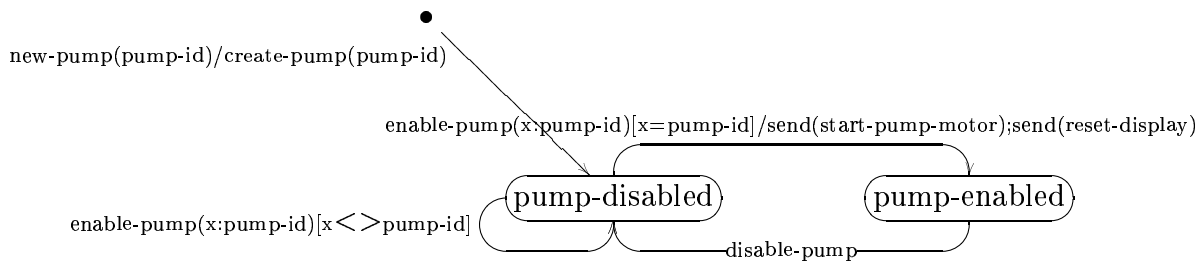 new-pump(pump-id)/create-pump(pump-id)
enable-pump(x:pump-id)[x=pump-id]/send(start-pump-motor);send(reset-display)
pump-disabled
pump-enabled
enable-pump(x:pump-id)[x<>pump-id]
disable-pump